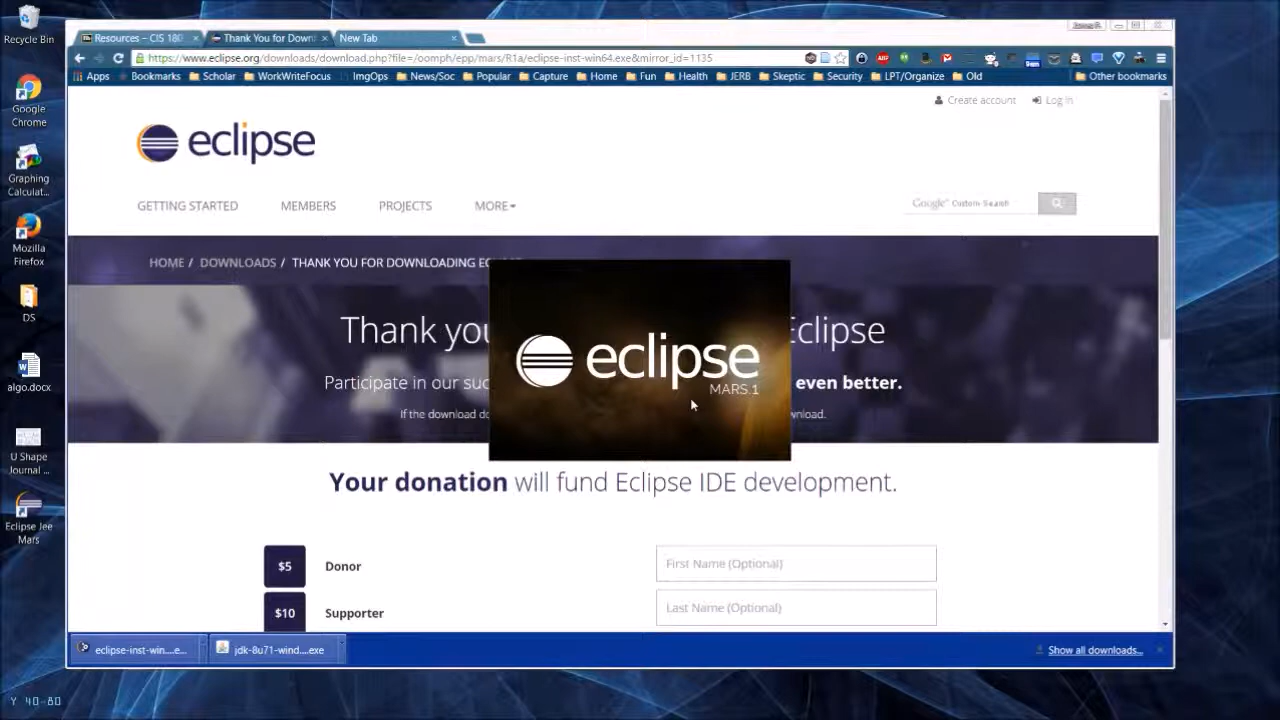 Recycle Bin
Google Chrome
Graphing Calculat...
Mozilla Firefox
DS
algo.docx
U Shape Journal ...
Eclipse Jee Mars
Y 40-80
Resources – CIS 180
Thank You for Down
New Tab
https://www.eclipse.org/downloads/download.php?file=/oomph/epp/mars/R1a/eclipse-inst-win64.exe&mirror_id=1135
Apps Bookmarks Scholar WorkWriteFocus ImgOps News/Soc Popular Capture Home Fun Health JERB Skeptic Security LPT/Organize Old Other bookmarks
Create account Log in
eclipse
GETTING STARTED MEMBERS PROJECTS MORE
Google Custom Search
HOME / DOWNLOADS / THANK YOU FOR DOWNLOADING
Thank you Eclipse
Participate in our suc even better.
If the download do wnload.
eclipse
MARS.1
Your donation will fund Eclipse IDE development.
$5 Donor First Name (Optional)
$10 Supporter Last Name (Optional)
eclipse-inst-win....e... jdk-8u71-wind....exe Show all downloads...